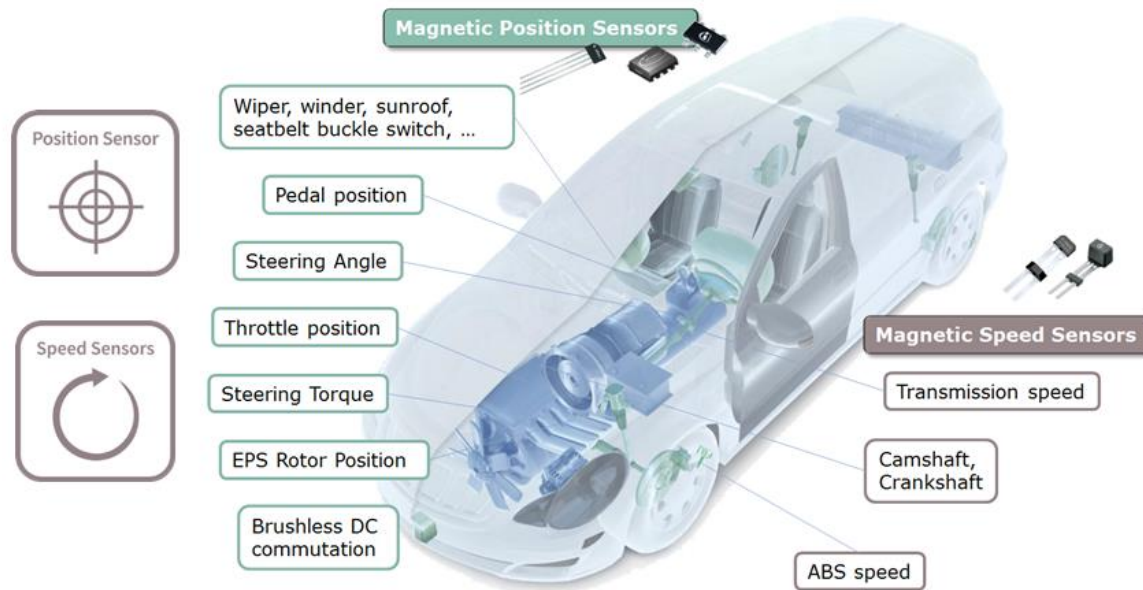 Magnetic Position Sensors
Wiper, winder, sunroof,
seatbelt buckle switch, ...
Position Sensor
Pedal position
Steering Angle
Throttle position
Speed Sensors
Steering Torque
EPS Rotor Position
Brushless DC
commutation
Magnetic Speed Sensors
Transmission speed
Camshaft,
Crankshaft
ABS speed